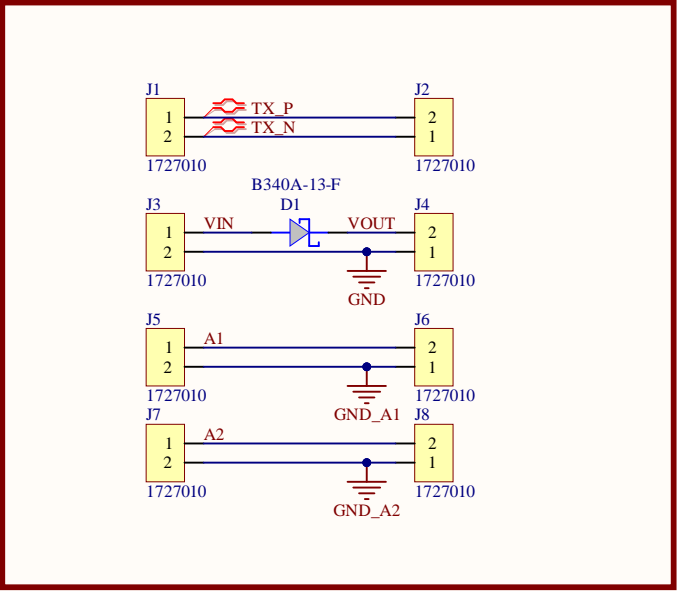 J1 J2
1 TX_P 2
2 TX_N 1
1727010 1727010
B340A-13-F
J3 D1 J4
1 VIN VOUT 2
2 1
1727010 1727010
GND
J5 J6
1 A1 2
2 1
1727010 1727010
GND_A1
J7 J8
1 A2 2
2 1
1727010 1727010
GND_A2